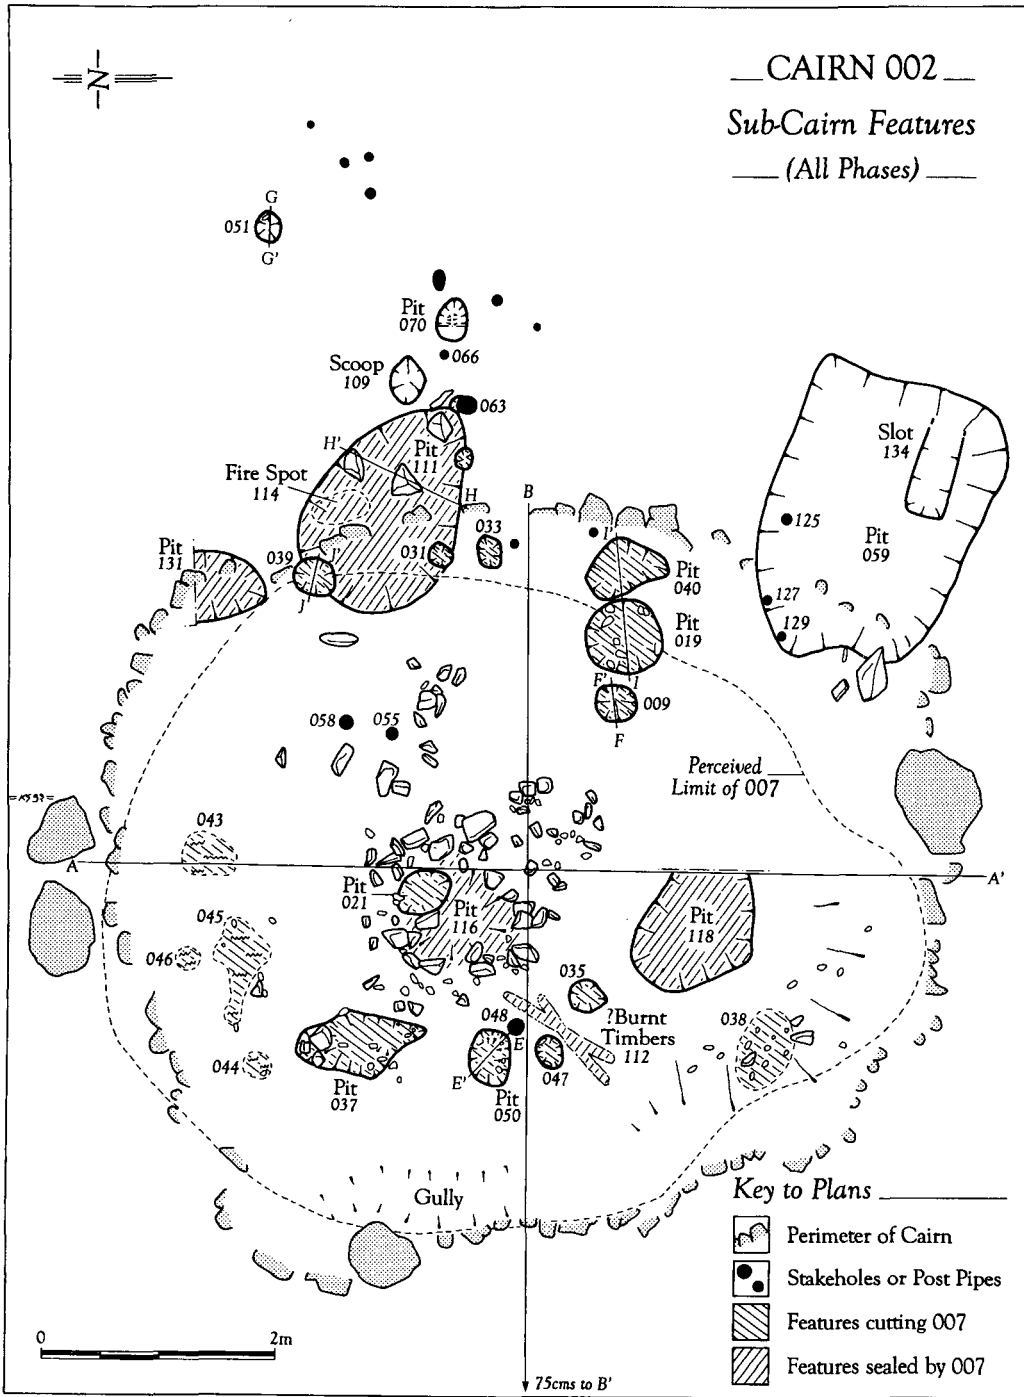 N
CAIRN 002
Sub-Cairn Features
(All Phases)
G
051
G'
Pit
070
066
Scoop
109
063
H'
Pit
111
Fire Spot
114
H
B
Slot
134
125
Pit
059
033
I'
031
039
J'
J
Pit
131
Pit
040
127
129
Pit
019
F'
I
009
F
058
055
Perceived
Limit of 007
043
A
A'
Pit
021
Pit
116
Pit
118
045
046
035
048
?Burnt
Timbers
112
038
E
044
Pit
037
E'
047
Pit
050
Gully
Key to Plans
Perimeter of Cairn
Stakeholes or Post Pipes
Features cutting 007
Features sealed by 007
0
2m
75cms to B'